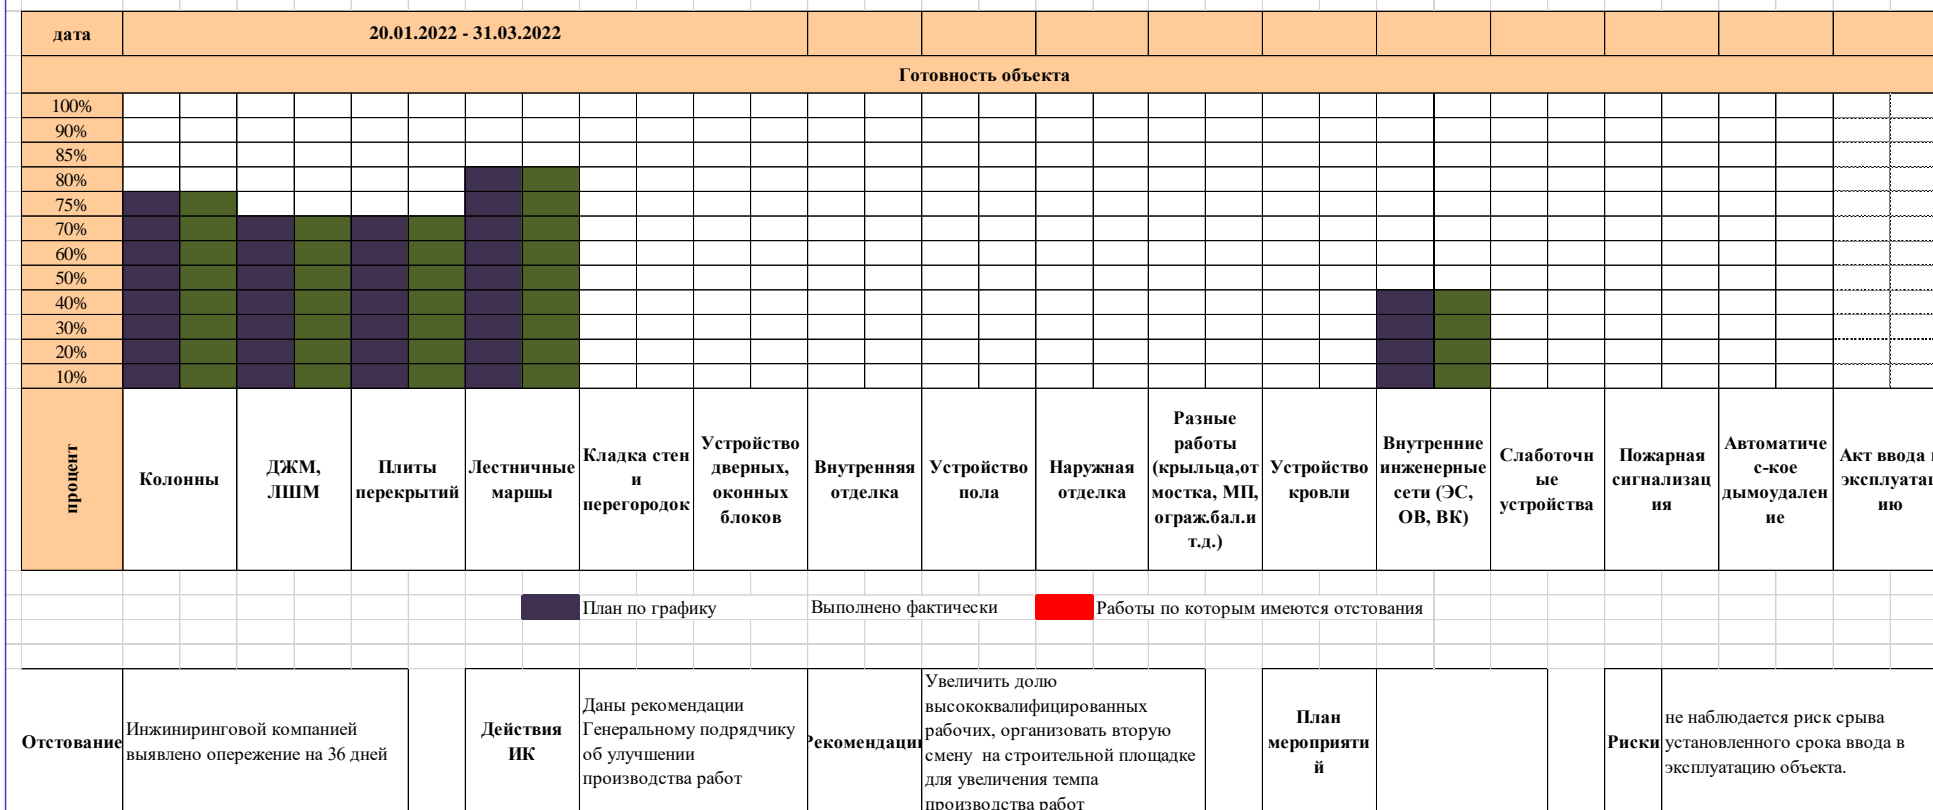 дата
20.01.2022 - 31.03.2022
Готовность объекта
100%
90%
85%
80%
75%
70%
60%
50%
40%
30%
20%
10%
процент
Колонны
ДЖМ,
ЛШМ
Плиты
перекрытий
Лестничные
марши
Кладка стен
и
перегородок
Устройство
дверных,
оконных
блоков
Внутренняя
отделка
Устройство
пола
Наружная
отделка
Разные
работы
(крыльца,от
мостка, МП,
ограж.бал.и
т.д.)
Устройство
кровли
Внутренние
инженерные
сети (ЭС,
ОВ, ВК)
Слаботочн
ые
устройства
Пожарная
сигнализац
ия
Автоматиче
с-кое
дымоудален
ие
Акт ввода
эксплуатац
ию
План по графику
Выполнено фактически
Работы по которым имеются отстования
Отстование
Инжиниринговой компанией
выявлено опережение на 36 дней
Действия
ИК
Даны рекомендации
Генеральному подрядчику
об улучшении
производства работ
Рекомендации
Увеличить долю
высококвалифицированных
рабочих, организовать вторую
смену на строительной площадке
для увеличения темпа
производства работ
План
мероприяти
й
Риски
не наблюдается риск срыва
установленного срока ввода в
эксплуатацию объекта.